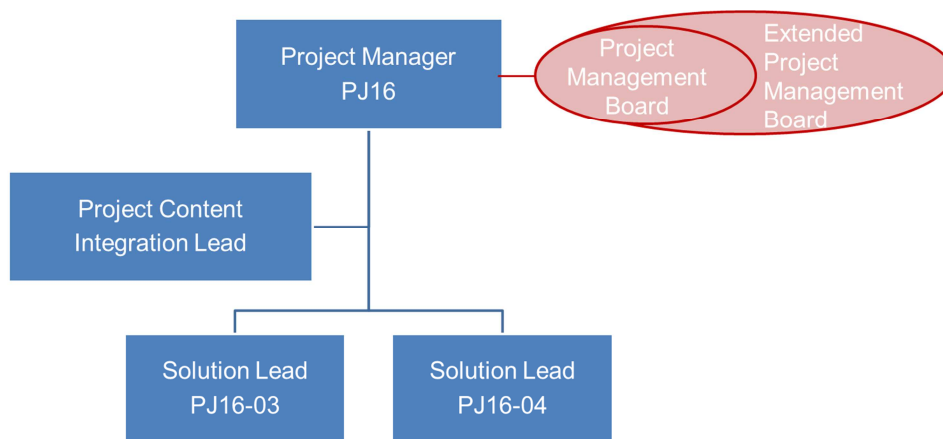 Project Manager
PJ16
Project
Management
Board
Extended
Project
Management
Board
Project Content
Integration Lead
Solution Lead
PJ16-03
Solution Lead
PJ16-04